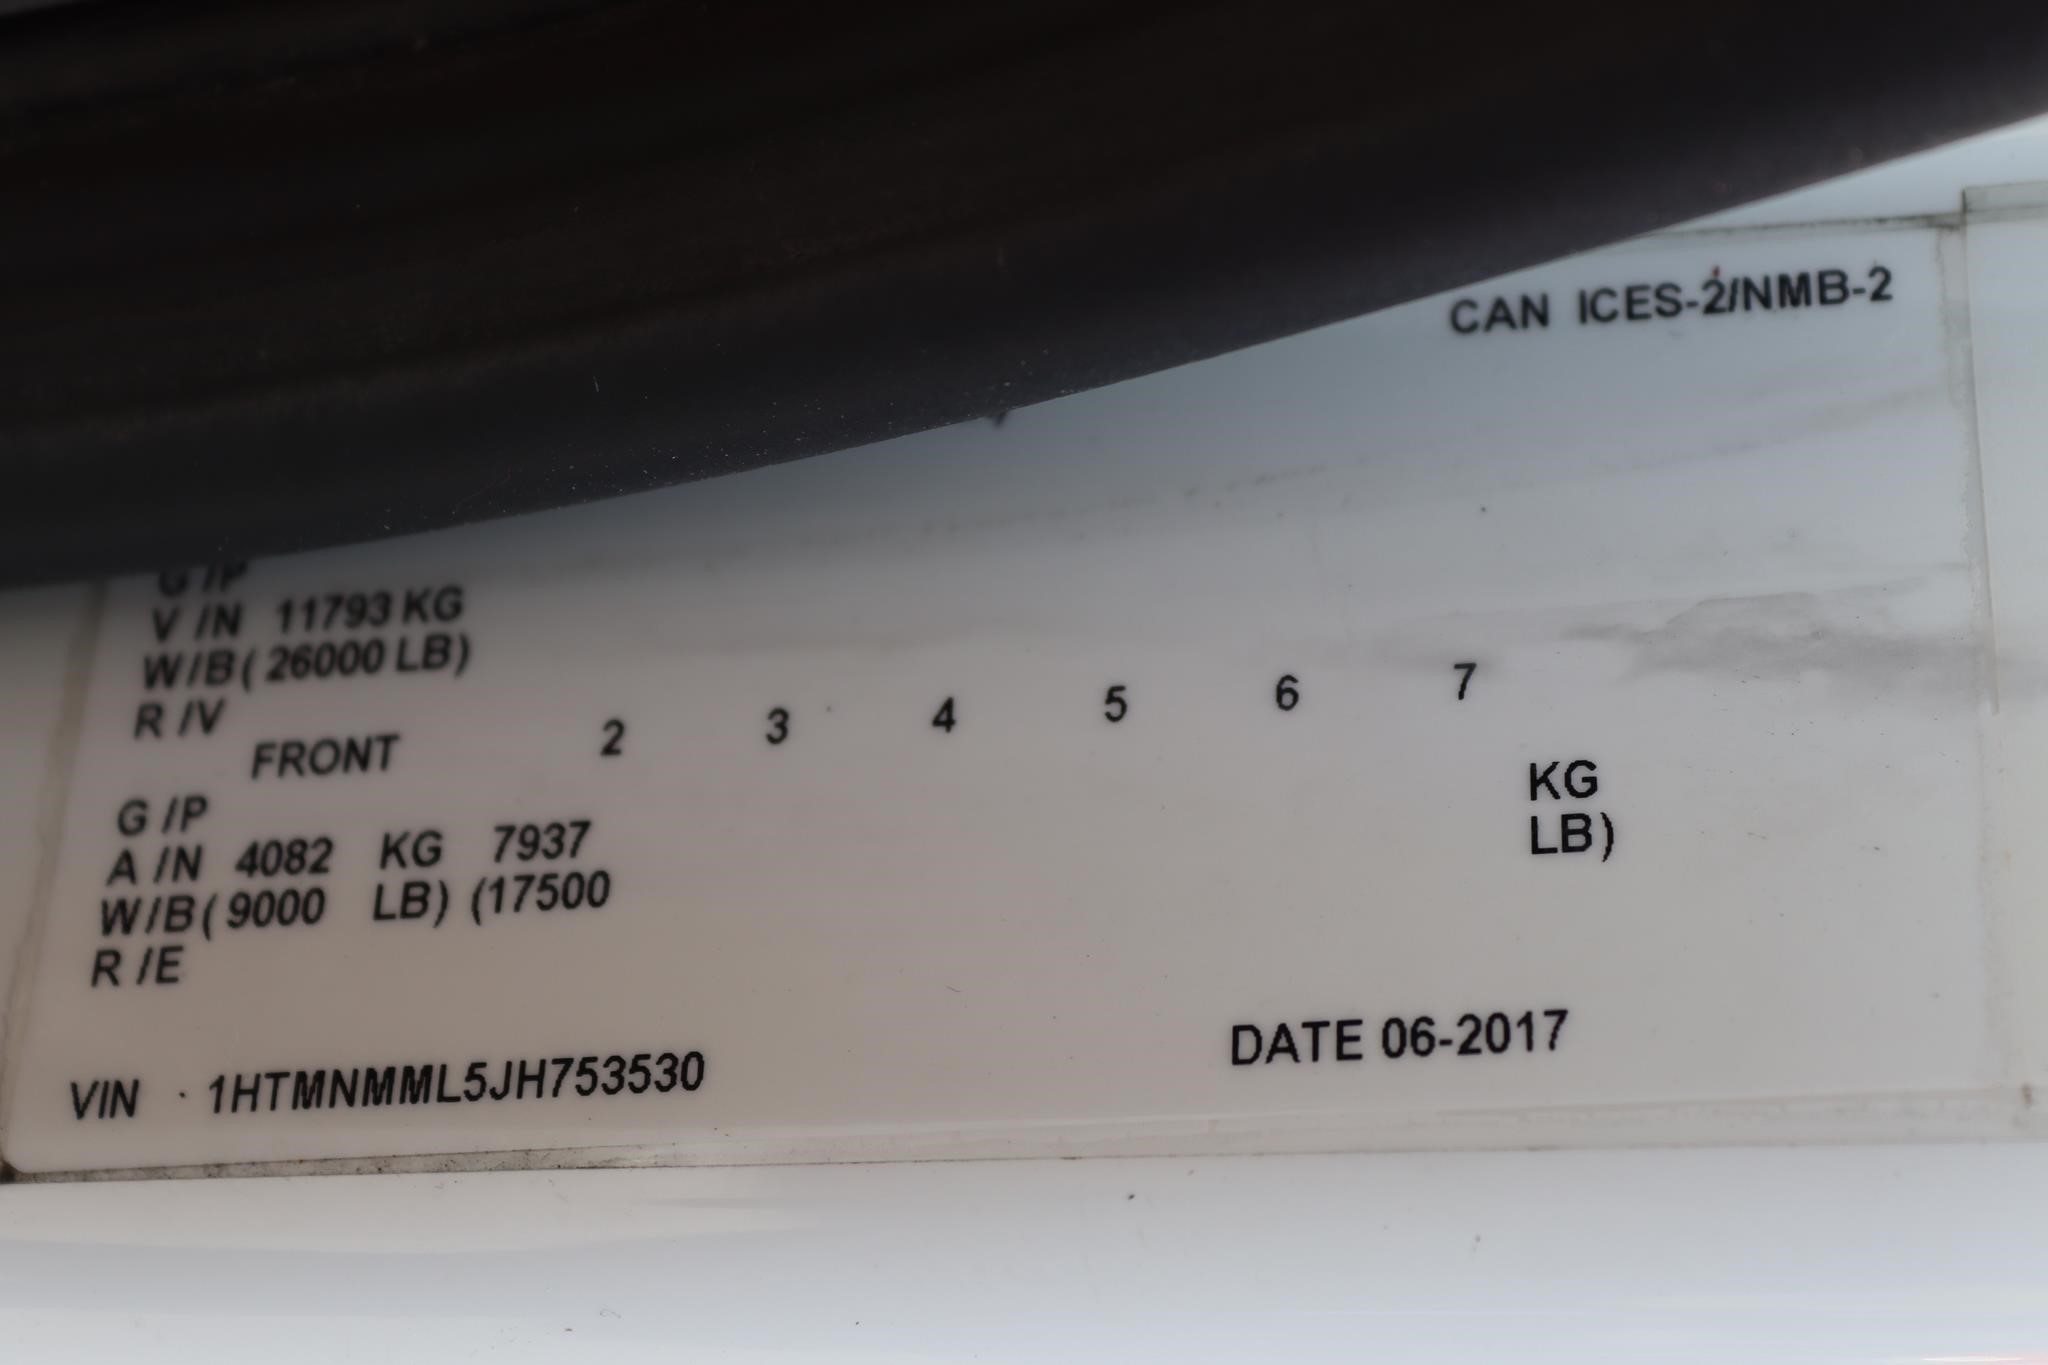 CAN ICES-2/NMB-2
G /P
V /N 11793 KG
W/B ( 26000 LB)
R /V
FRONT 2 3 4 5 6 7
G /P
A /N 4082 KG 7937 KG
W/B ( 9000 LB) (17500 LB)
R /E
VIN 1HTMNMML5JH753530 DATE 06-2017